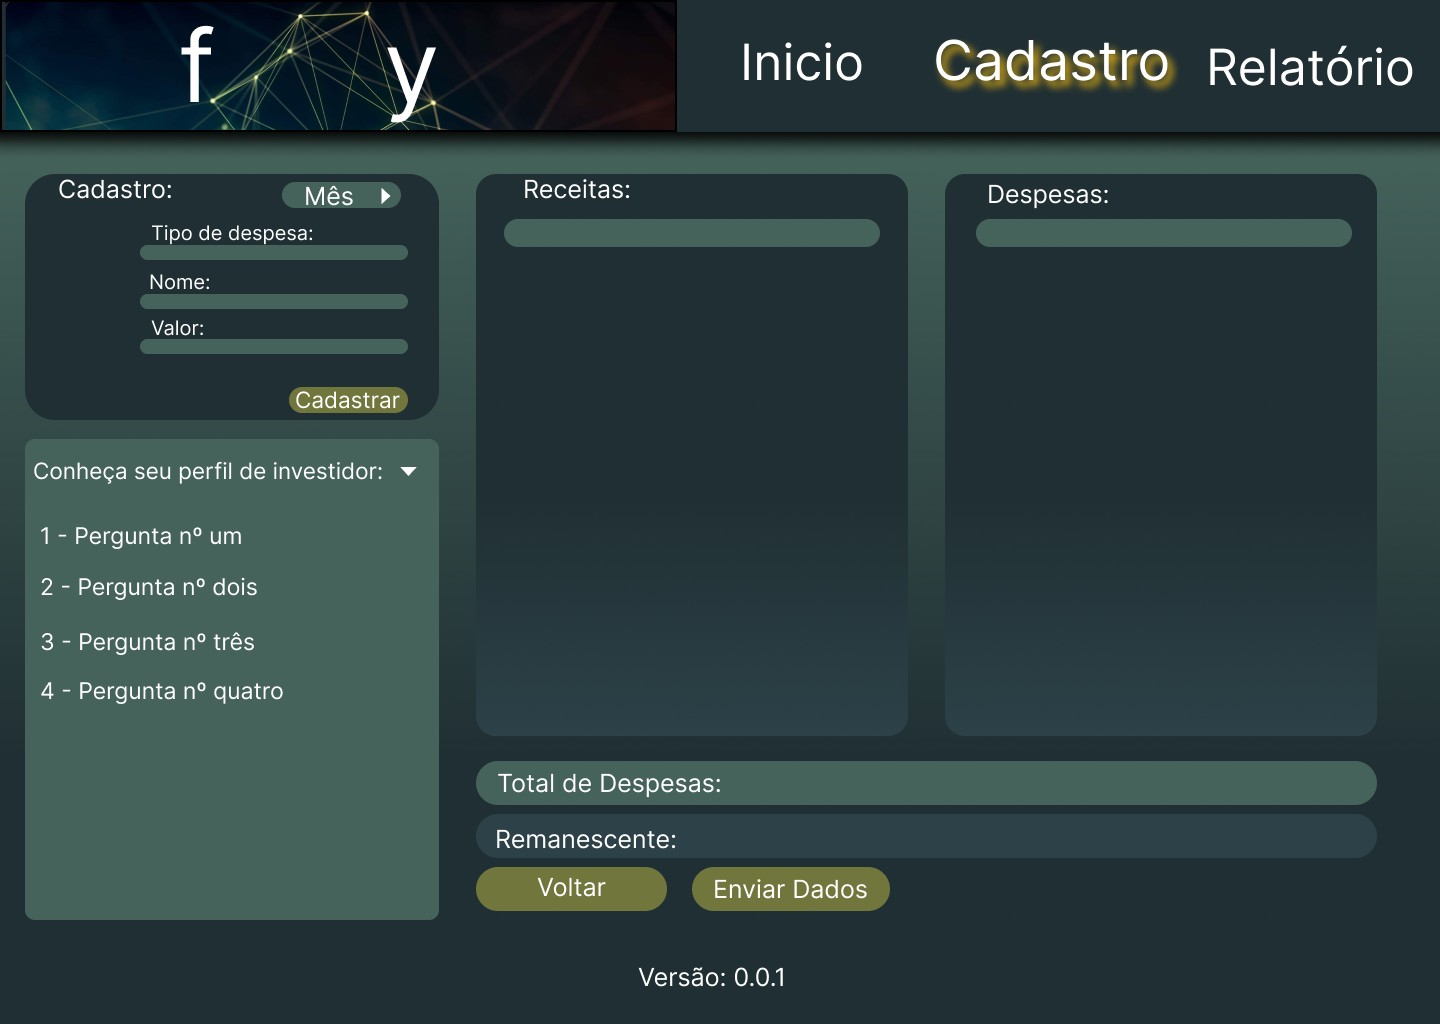 f y
Inicio
Cadastro
Relatório
Cadastro:
Mês
Tipo de despesa:
Nome:
Valor:
Cadastrar
Conheça seu perfil de investidor:
1 - Pergunta nº um
2 - Pergunta nº dois
3 - Pergunta nº três
4 - Pergunta nº quatro
Receitas:
Despesas:
Total de Despesas:
Remanescente:
Voltar
Enviar Dados
Versão: 0.0.1